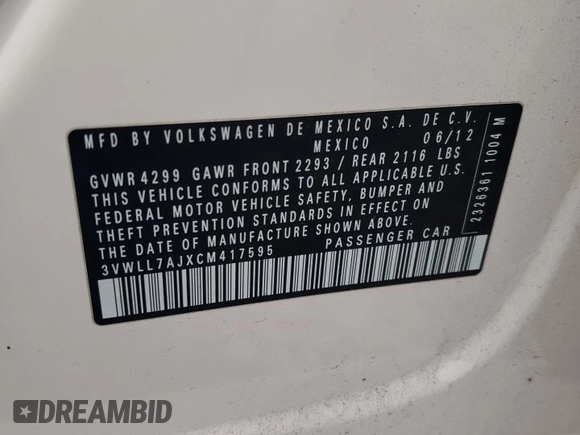 MFD BY VOLKSWAGEN DE MEXICO S.A. DE C.V.
MEXICO 06/12
GVWR 4299 GAWR FRONT 2293 / REAR 2116 LBS
THIS VEHICLE CONFORMS TO ALL APPLICABLE U.S.
FEDERAL MOTOR VEHICLE SAFETY, BUMPER AND
THEFT PREVENTION STANDARDS IN EFFECT ON
THE DATE OF MANUFACTURE SHOWN ABOVE.
3VWLL7AJXCM417595 PASSENGER CAR
2326361 1004 M
DREAMBID